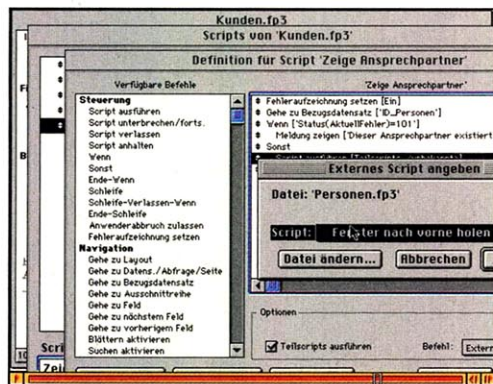 Kunden.fp3
Scripts von 'Kunden.fp3'
Definition für Script 'Zeige Ansprechpartner'
Verfügbare Befehle
Steuerung
Script ausführen
Script unterbrechen/forts.
Script verlassen
Script anhalten
Wenn
Sonst
Ende-Wenn
Schleife
Schleife-Verlassen-Wenn
Ende-Schleife
Anwenderabbruch zulassen
Fehleraufzeichnung setzen
Navigation
Gehe zu Layout
Gehe zu Datens./Abfrage/Seite
Gehe zu Bezugsdatensatz
Gehe zu Ausschnittreihe
Gehe zu Feld
Gehe zu nächstem Feld
Gehe zu vorherigem Feld
Blättern aktivieren
Suchen aktivieren
'Zeige Ansprechpartner'
Fehleraufzeichnung setzen [Ein]
Gehe zu Bezugsdatensatz ['ID_Personen']
Wenn ['Status(AktuellFehler)=101']
Meldung zeigen ['Dieser Ansprechpartner existiert
Sonst
Externes Script angeben
Datei: 'Personen.fp3'
Script: Fenster nach vorne holen
Datei ändern... Abbrechen
Optionen
Teilscripts ausführen Befehl: Extern